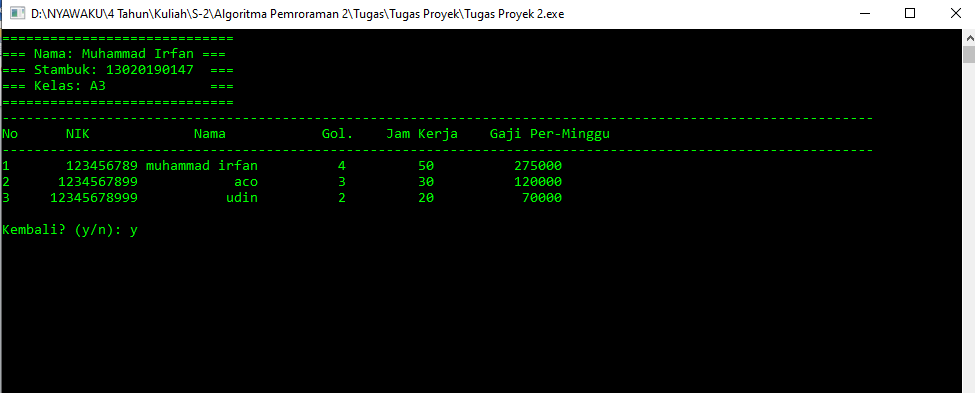 D:\NYAWAKU\4 Tahun\Kuliah\S-2\Algoritma Pemroraman 2\Tugas\Tugas Proyek\Tugas Proyek 2.exe
=============================
=== Nama: Muhammad Irfan ===
=== Stambuk: 13020190147  ===
=== Kelas: A3             ===
=============================
-------------------------------------------------------------------------------------------------------------
No      NIK             Nama            Gol.    Jam Kerja    Gaji Per-Minggu
-------------------------------------------------------------------------------------------------------------
1       123456789 muhammad irfan          4         50          275000
2      1234567899            aco          3         30          120000
3     12345678999           udin          2         20           70000
Kembali? (y/n): y